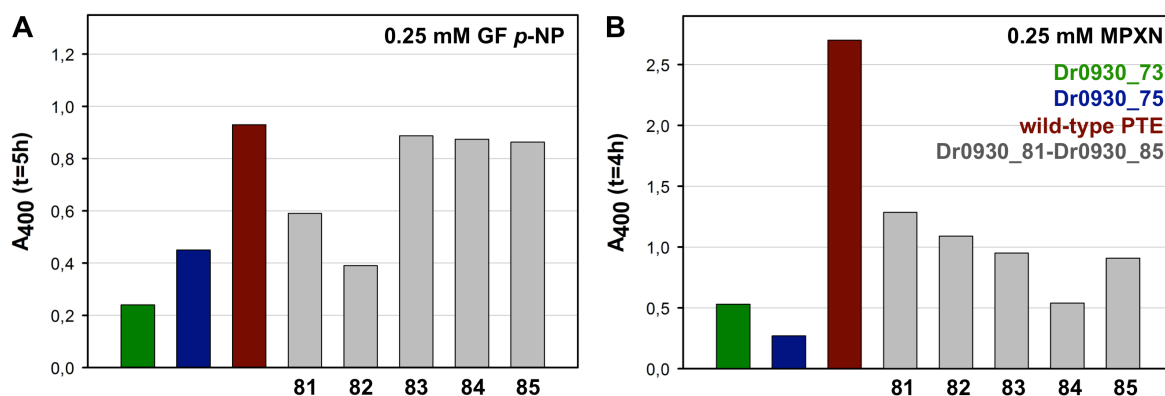 A
0.25 mM GF p-NP
A400 (t=5h)
1,2
1,0
0,8
0,6
0,4
0,2
0,0
81 82 83 84 85
B
0.25 mM MPXN
Dr0930_73
Dr0930_75
wild-type PTE
Dr0930_81-Dr0930_85
A400 (t=4h)
2,5
2,0
1,5
1,0
0,5
0,0
81 82 83 84 85